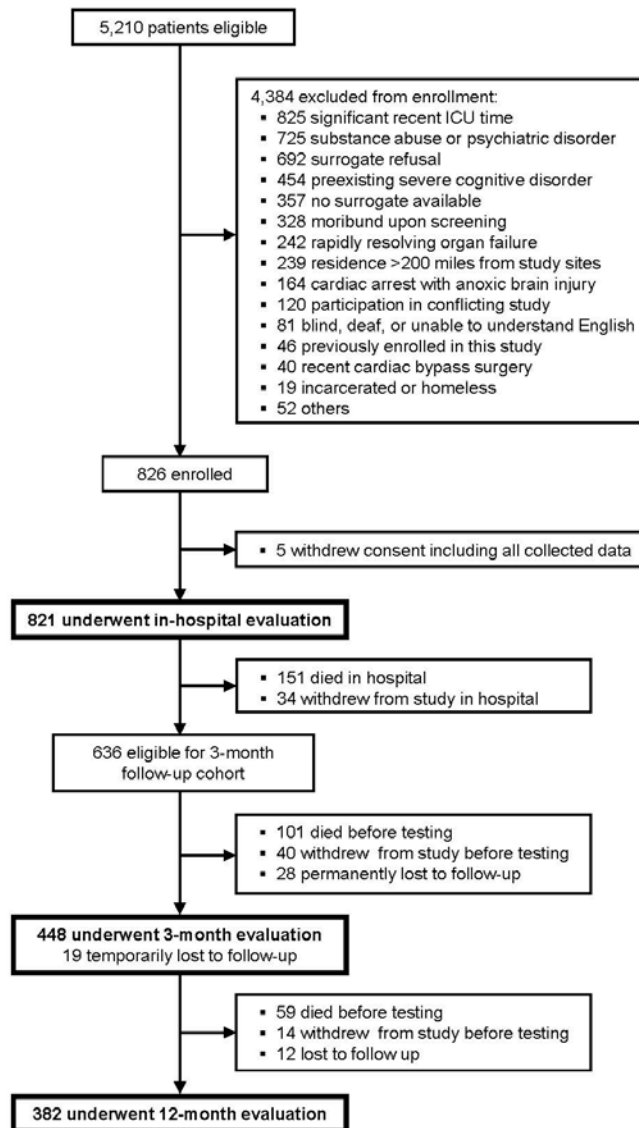 5,210 patients eligible
4,384 excluded from enrollment:
▪ 825 significant recent ICU time
▪ 725 substance abuse or psychiatric disorder
▪ 692 surrogate refusal
▪ 454 preexisting severe cognitive disorder
▪ 357 no surrogate available
▪ 328 moribund upon screening
▪ 242 rapidly resolving organ failure
▪ 239 residence >200 miles from study sites
▪ 164 cardiac arrest with anoxic brain injury
▪ 120 participation in conflicting study
▪ 81 blind, deaf, or unable to understand English
▪ 46 previously enrolled in this study
▪ 40 recent cardiac bypass surgery
▪ 19 incarcerated or homeless
▪ 52 others
826 enrolled
▪ 5 withdrew consent including all collected data
821 underwent in-hospital evaluation
▪ 151 died in hospital
▪ 34 withdrew from study in hospital
636 eligible for 3-month
follow-up cohort
▪ 101 died before testing
▪ 40 withdrew from study before testing
▪ 28 permanently lost to follow-up
448 underwent 3-month evaluation
19 temporarily lost to follow-up
▪ 59 died before testing
▪ 14 withdrew from study before testing
▪ 12 lost to follow up
382 underwent 12-month evaluation